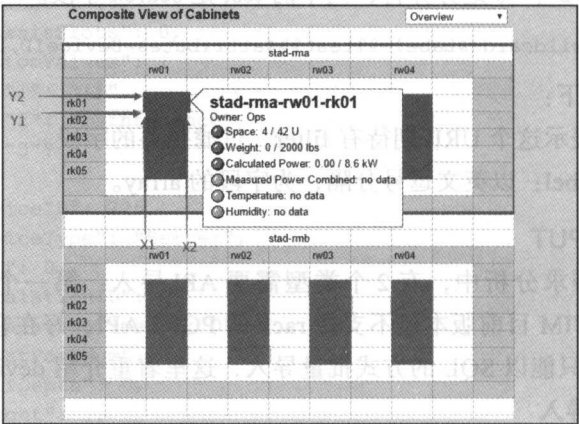 Composite View of Cabinets
Overview
stad-rma
rw01 rw02 rw03 rw04
Y2
Y1
rk01
rk02
rk03
rk04
rk05
stad-rma-rw01-rk01
Owner: Ops
Space: 4 / 42 U
Weight: 0 / 2000 lbs
Calculated Power: 0.00 / 8.6 kW
Measured Power Combined: no data
Temperature: no data
Humidity: no data
X1 X2
stad-rmb
rw01 rw02 rw03 rw04
rk01
rk02
rk03
rk04
rk05